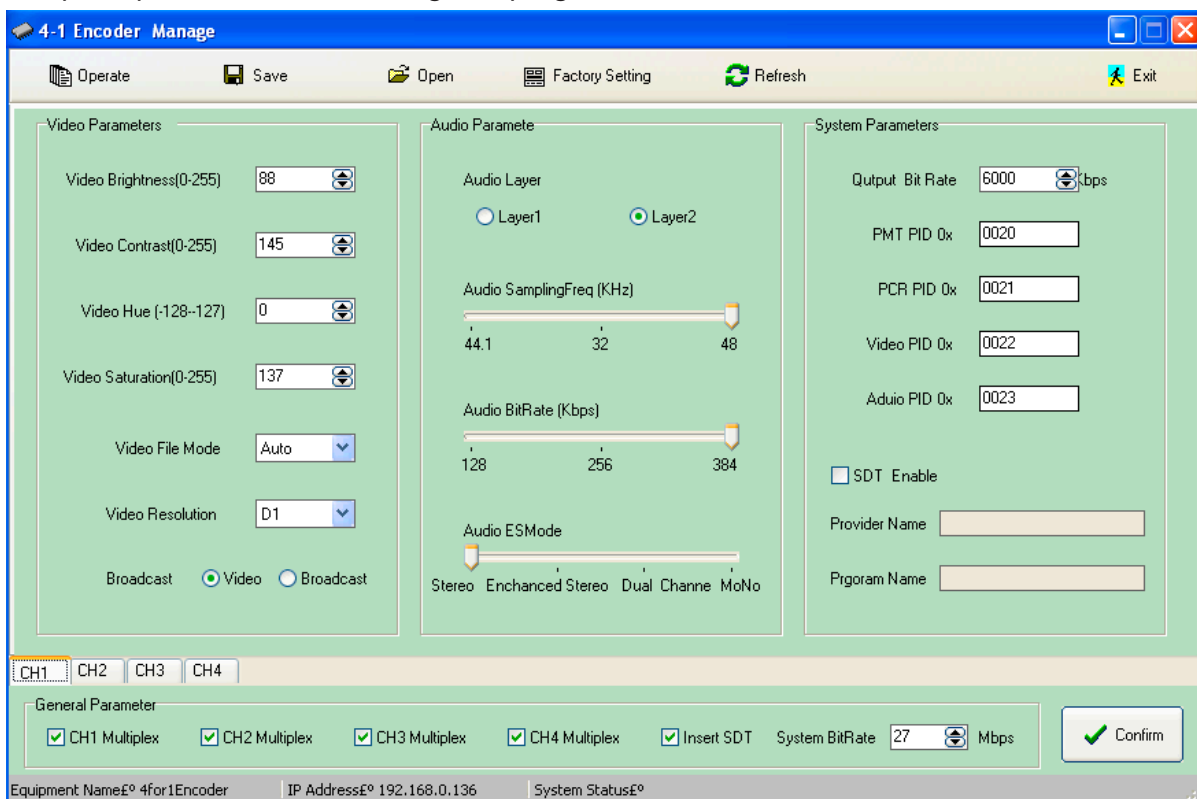 4-1 Encoder Manage
Operate Save Open Factory Setting Refresh Exit
Video Parameters
Video Brightness(0-255) 88
Video Contrast(0-255) 145
Video Hue (-128--127) 0
Video Saturation(0-255) 137
Video File Mode Auto
Video Resolution D1
Broadcast Video Broadcast
Audio Paramete
Audio Layer
Layer1 Layer2
Audio SamplingFreq (KHz)
44.1 32 48
Audio BitRate (Kbps)
128 256 384
Audio ESMode
Stereo Enchanced Stereo Dual Channe MoNo
System Parameters
Qutput Bit Rate 6000 Kbps
PMT PID 0x 0020
PCR PID 0x 0021
Video PID 0x 0022
Aduio PID 0x 0023
SDT Enable
Provider Name
Prgoram Name
CH1 CH2 CH3 CH4
General Parameter
CH1 Multiplex CH2 Multiplex CH3 Multiplex CH4 Multiplex Insert SDT System BitRate 27 Mbps
Confirm
Equipment Name£º 4for1Encoder IP Address£º 192.168.0.136 System Status£º